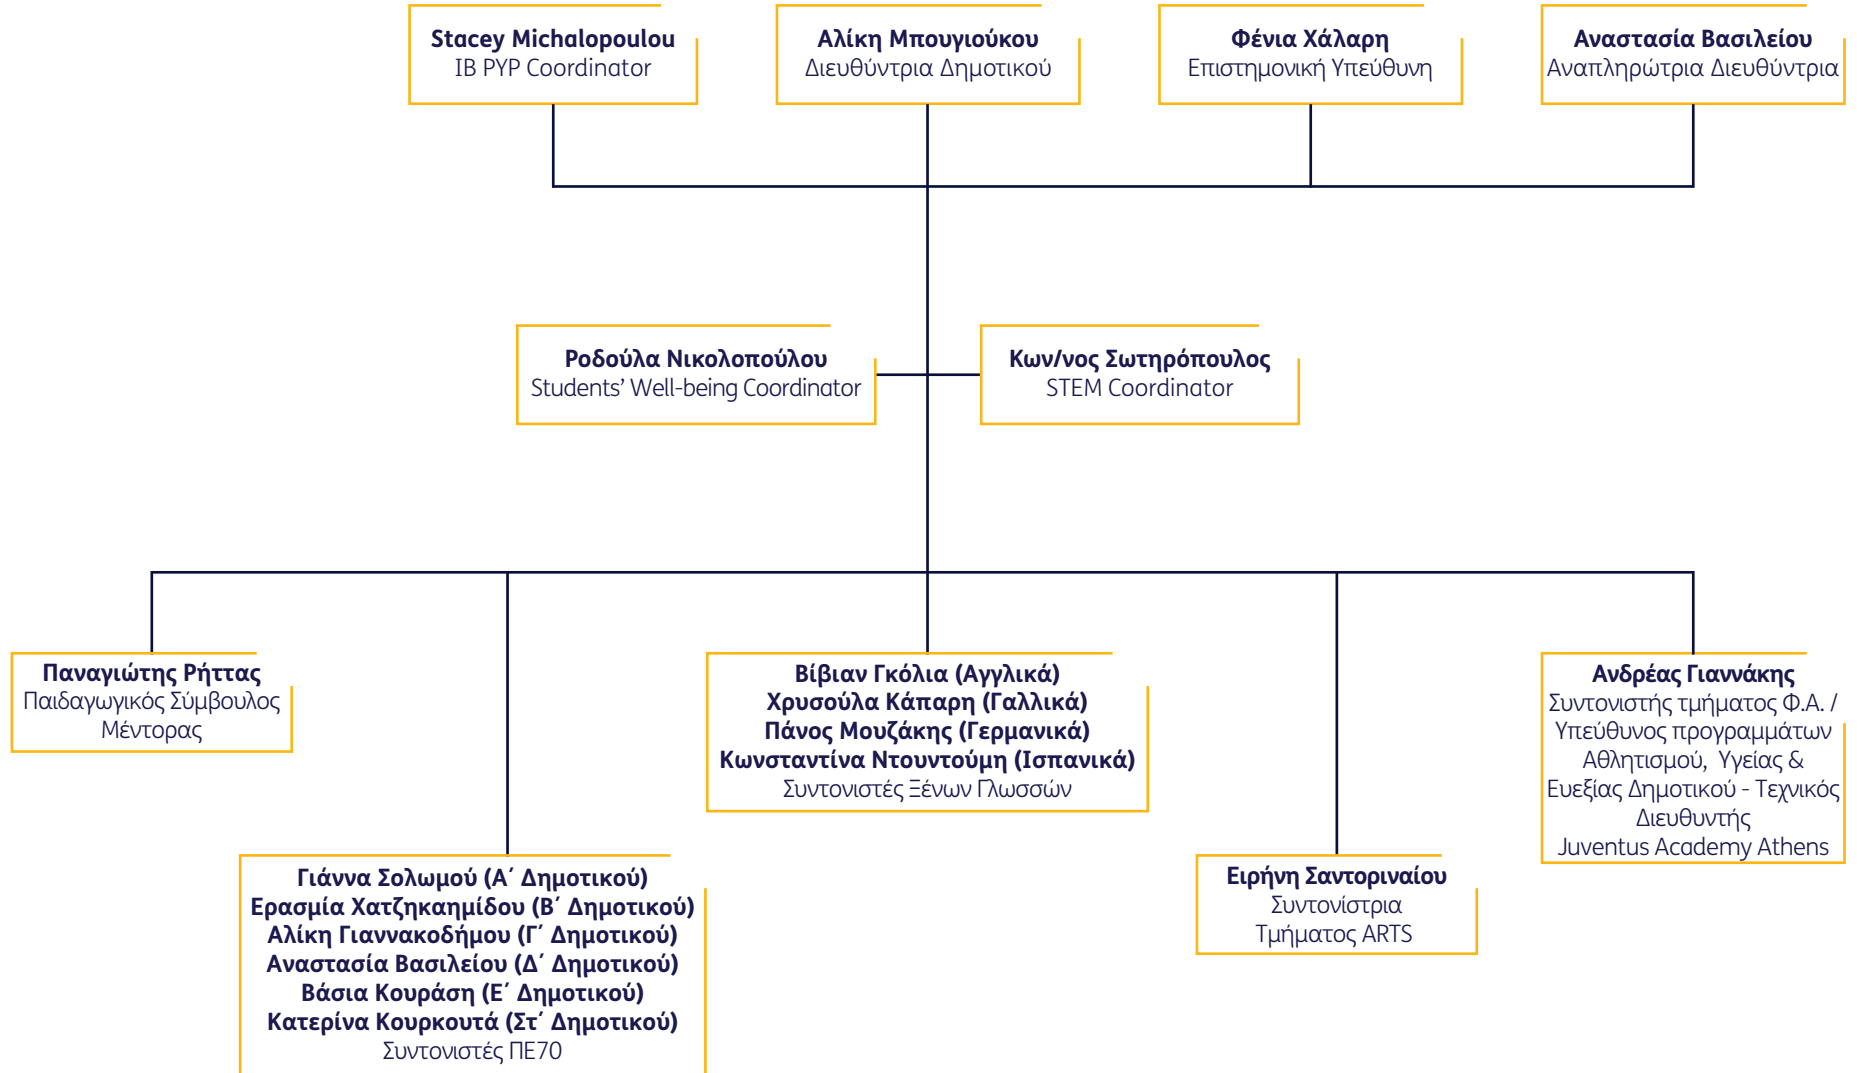 Stacey Michalopoulou
IB PYP Coordinator
Αλίκη Μπουγιούκου
Διευθύντρια Δημοτικού
Φένια Χάλαρη
Επιστημονική Υπεύθυνη
Αναστασία Βασιλείου
Αναπληρώτρια Διευθύντρια
Ροδούλα Νικολοπούλου
Students’ Well-being Coordinator
Κων/νος Σωτηρόπουλος
STEM Coordinator
Παναγιώτης Ρήττας
Παιδαγωγικός Σύμβουλος
Μέντορας
Γιάννα Σολωμού (Α΄ Δημοτικού)
Ερασμία Χατζηκαημίδου (Β΄ Δημοτικού)
Αλίκη Γιαννακοδήμου (Γ΄ Δημοτικού)
Αναστασία Βασιλείου (Δ΄ Δημοτικού)
Βάσια Κουράση (Ε΄ Δημοτικού)
Κατερίνα Κουρκουτά (Στ΄ Δημοτικού)
Συντονιστές ΠΕ70
Βίβιαν Γκόλια (Αγγλικά)
Χρυσούλα Κάπαρη (Γαλλικά)
Πάνος Μουζάκης (Γερμανικά)
Κωνσταντίνα Ντουντούμη (Ισπανικά)
Συντονιστές Ξένων Γλωσσών
Ειρήνη Σαντοριναίου
Συντονίστρια
Τμήματος ARTS
Ανδρέας Γιαννάκης
Συντονιστής τμήματος Φ.Α. /
Υπεύθυνος προγραμμάτων
Αθλητισμού, Υγείας &
Ευεξίας Δημοτικού - Τεχνικός
Διευθυντής
Juventus Academy Athens